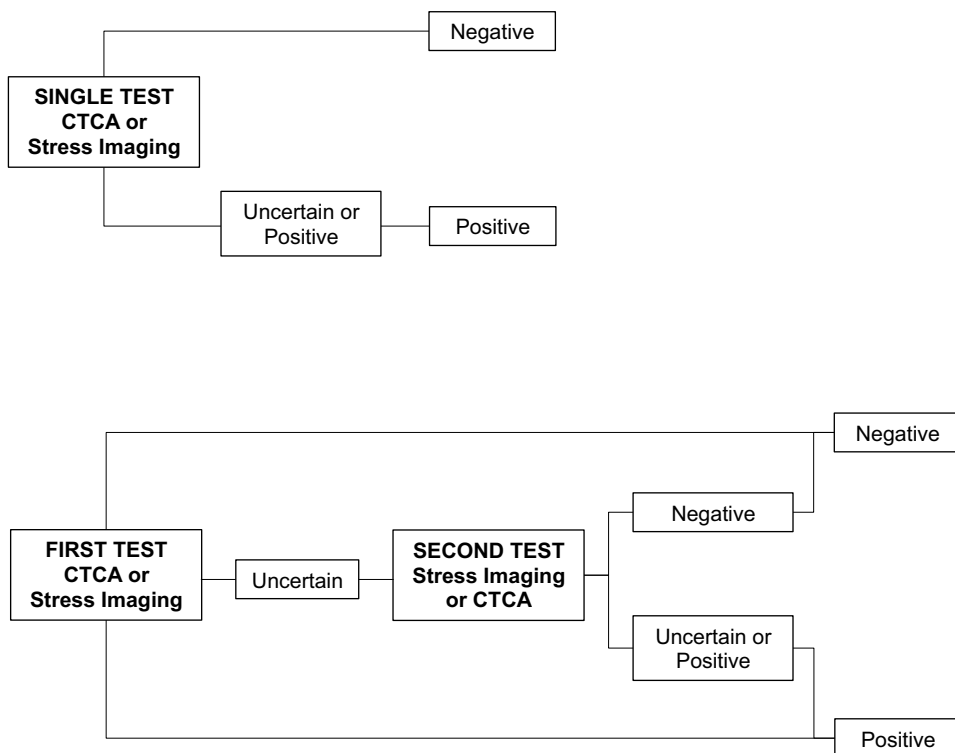 Negative
SINGLE TEST
CTCA or
Stress Imaging
Uncertain or
Positive
Positive
Negative
Negative
FIRST TEST
CTCA or
Stress Imaging
Uncertain
SECOND TEST
Stress Imaging
or CTCA
Uncertain or
Positive
Positive